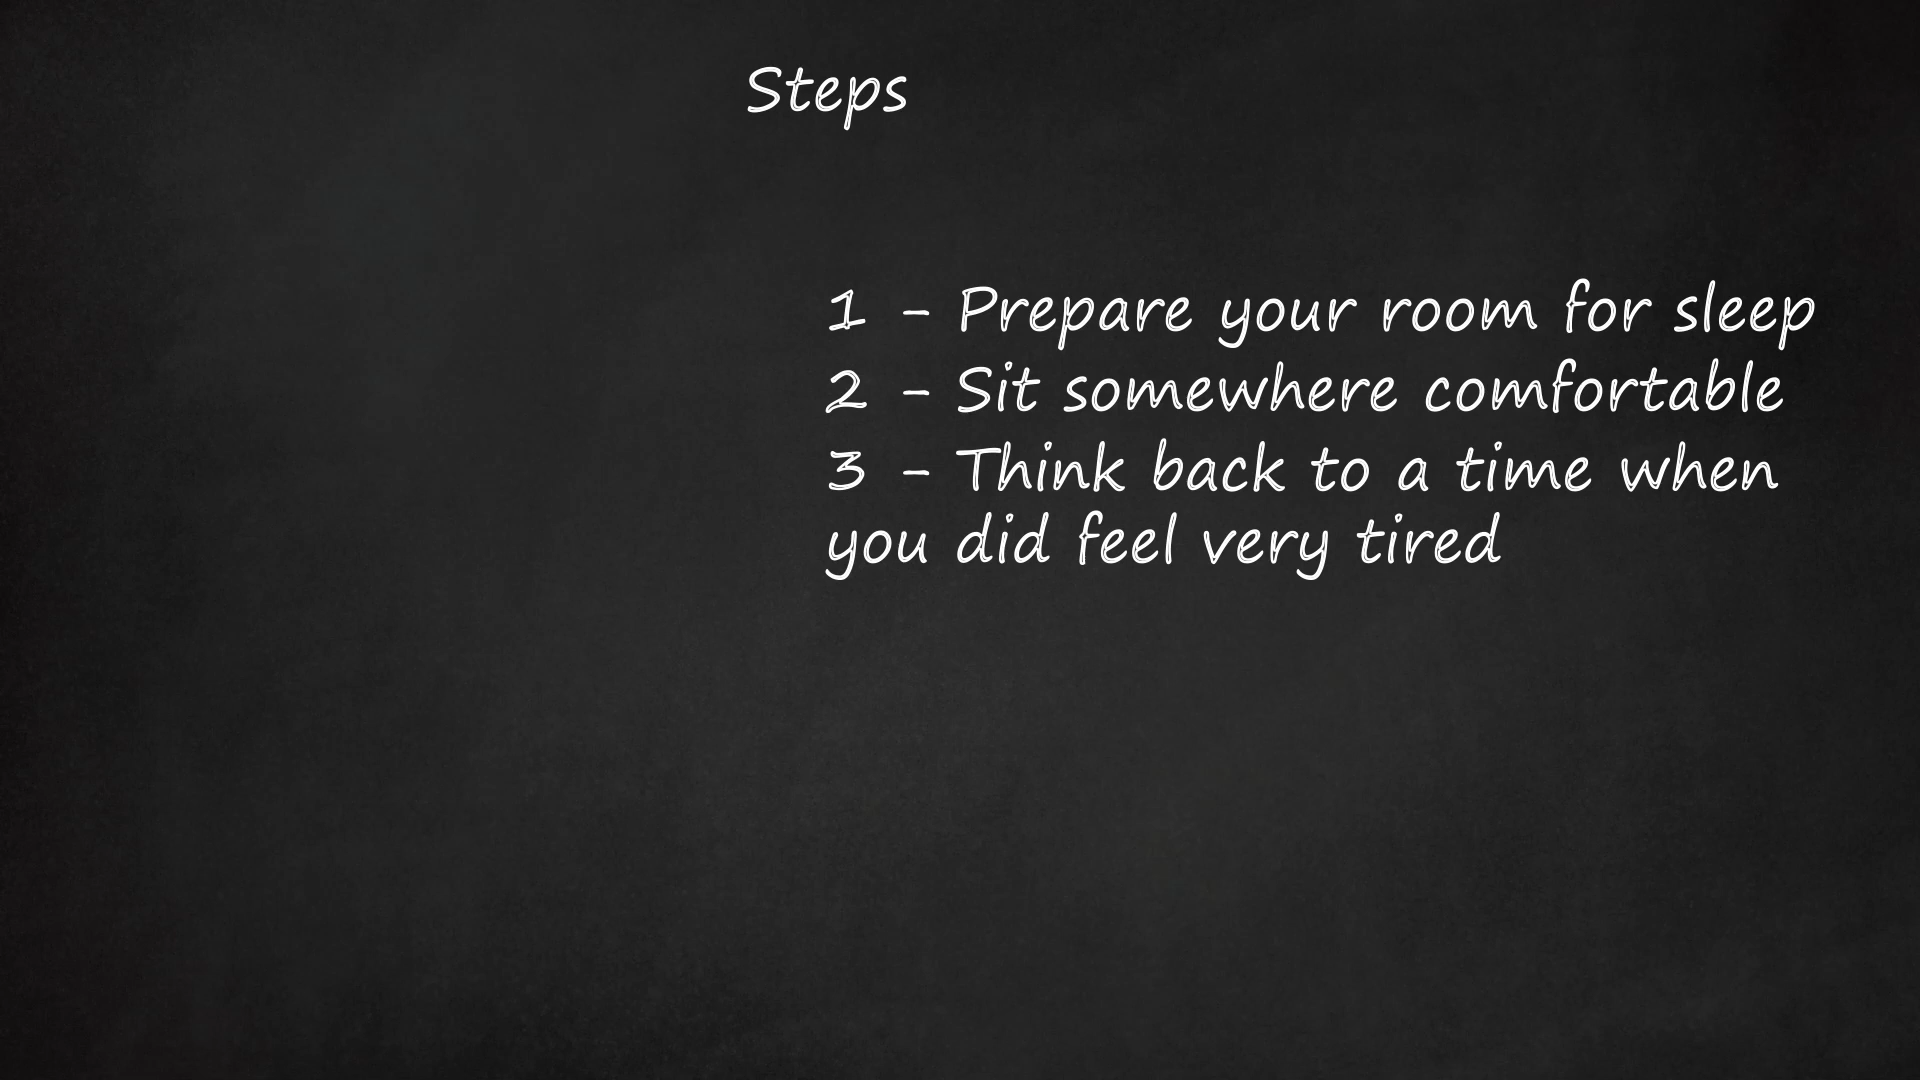 Steps
1 - Prepare your room for sleep
2 - Sit somewhere comfortable
3 - Think back to a time when
you did feel very tired